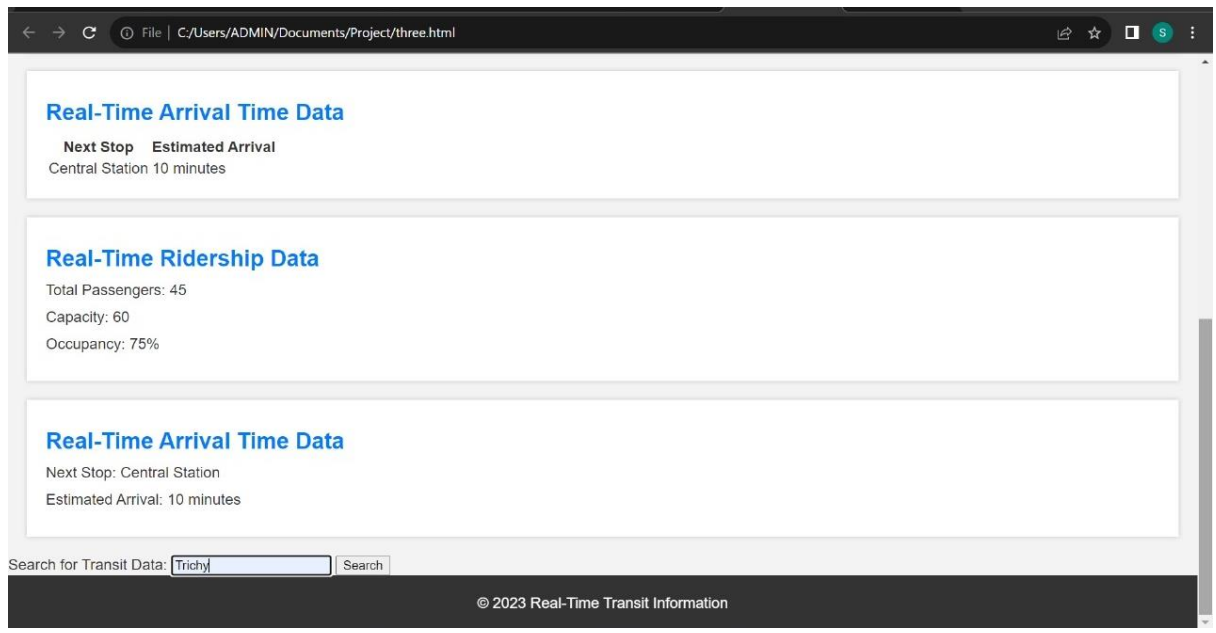 File | C:/Users/ADMIN/Documents/Project/three.html
S
Real-Time Arrival Time Data
Next Stop Estimated Arrival
Central Station 10 minutes
Real-Time Ridership Data
Total Passengers: 45
Capacity: 60
Occupancy: 75%
Real-Time Arrival Time Data
Next Stop: Central Station
Estimated Arrival: 10 minutes
Search for Transit Data: Trichy Search
© 2023 Real-Time Transit Information